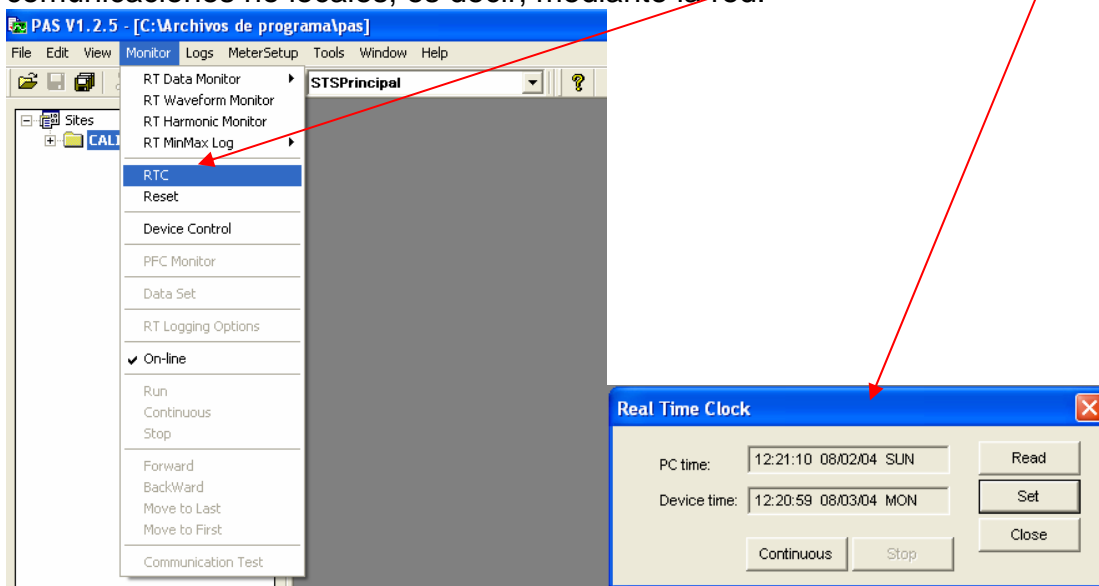 comunicaciones no locales, es decir, mediante la red.
PAS V1.2.5 - [C:\Archivos de programa\pas]
File Edit View Monitor Logs MeterSetup Tools Window Help
STSPrincipal
Sites
RT Data Monitor
RT Waveform Monitor
RT Harmonic Monitor
RT MinMax Log
RTC
Reset
Device Control
PFC Monitor
Data Set
RT Logging Options
On-line
Run
Continuous
Stop
Forward
BackWard
Move to Last
Move to First
Communication Test
Real Time Clock
PC time: 12:21:10 08/02/04 SUN Read
Device time: 12:20:59 08/03/04 MON Set
Close
Continuous Stop